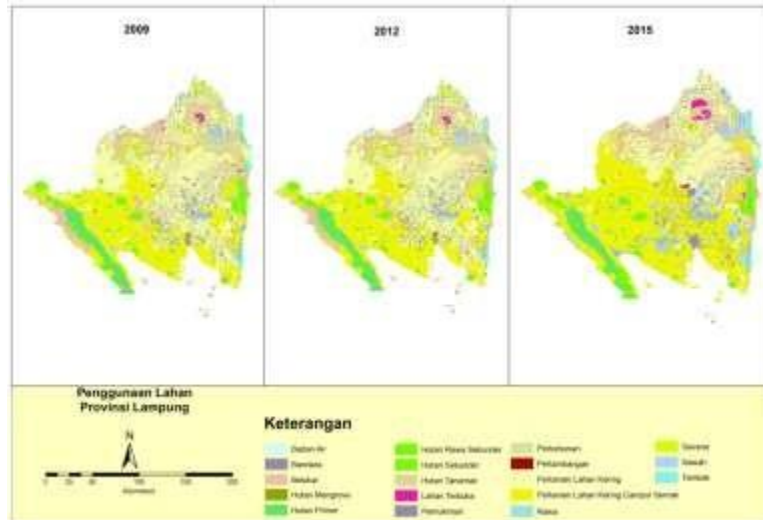 2009
2012
2015
Penggunaan Lahan
Provinsi Lampung
N
Keterangan
Badan Air
Bandara
Belukar
Hutan Mangrove
Hutan Primer
Hutan Rawa Sekunder
Hutan Sekunder
Hutan Tanaman
Lahan Terbuka
Pemukiman
Perkebunan
Pertambangan
Pertanian Lahan Kering
Pertanian Lahan Kering Campur Semak
Rawa
Savana
Sawah
Tambak